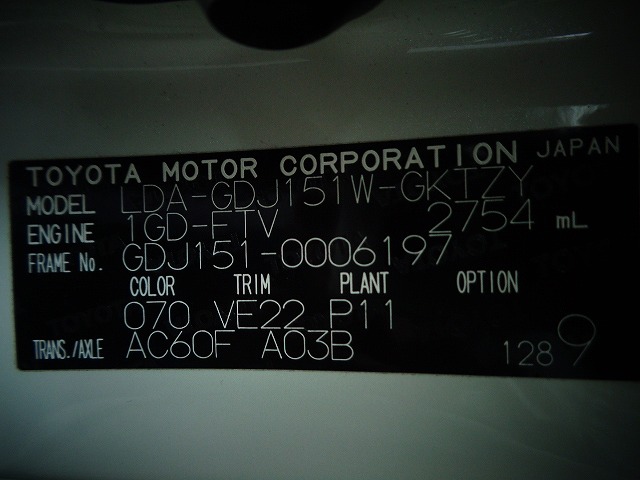 TOYOTA MOTOR CORPORATION JAPAN
MODEL LDA-GDJ151W-GKTZY
ENGINE 1GD-FTV 2754 mL
FRAME No. GDJ151-0006197
COLOR TRIM PLANT OPTION
070 VE22 P11
TRANS./AXLE AC60F A03B 128 9